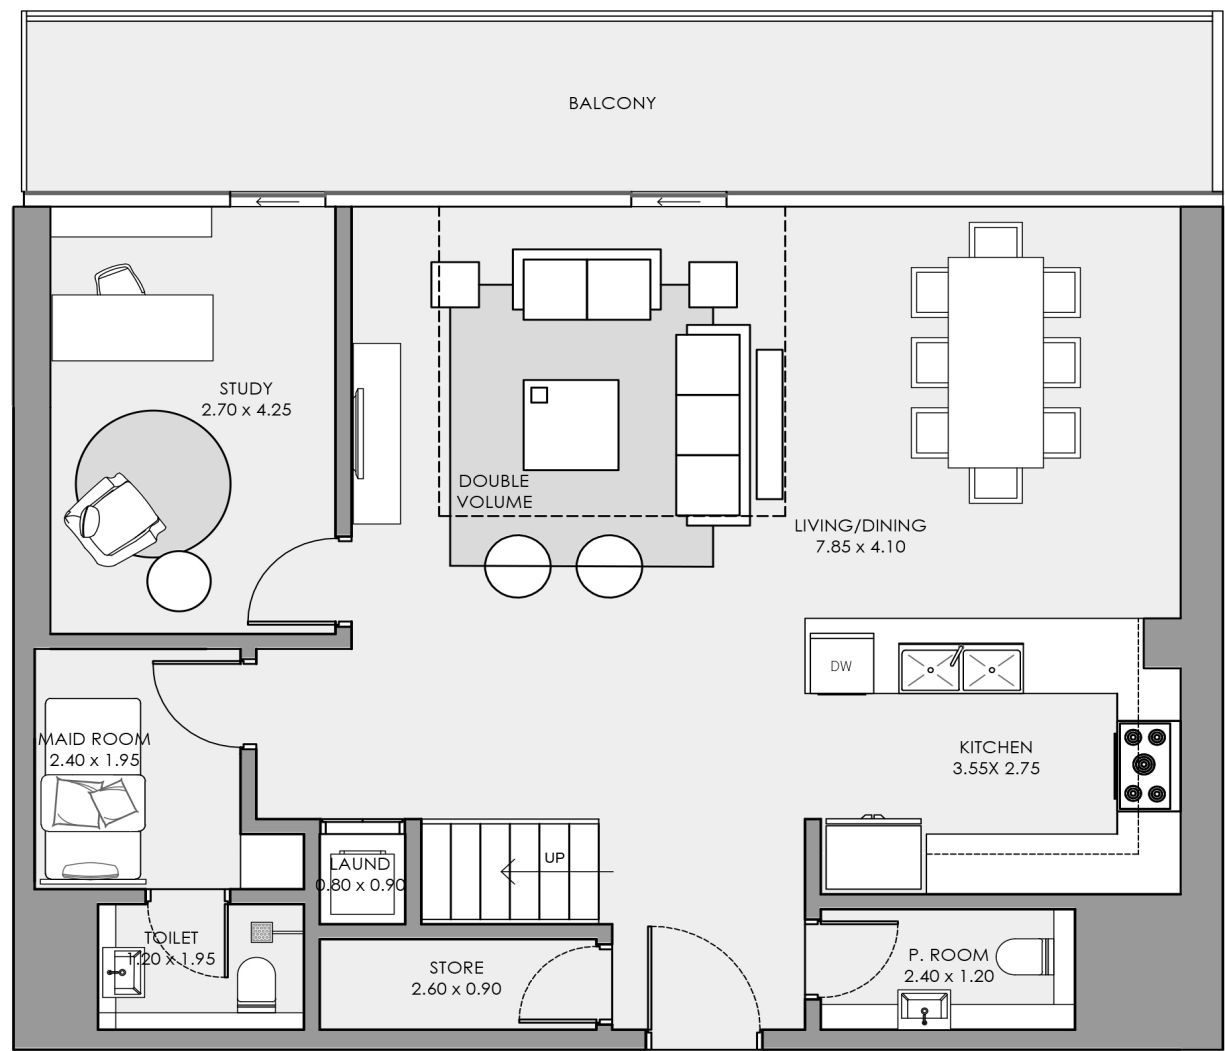 BALCONY
STUDY
2.70 x 4.25
DOUBLE
VOLUME
LIVING/DINING
7.85 x 4.10
DW
MAID ROOM
2.40 x 1.95
KITCHEN
3.55X 2.75
LAUND
0.80 x 0.90
UP
TOILET
1.20 x 1.95
STORE
2.60 x 0.90
P. ROOM
2.40 x 1.20